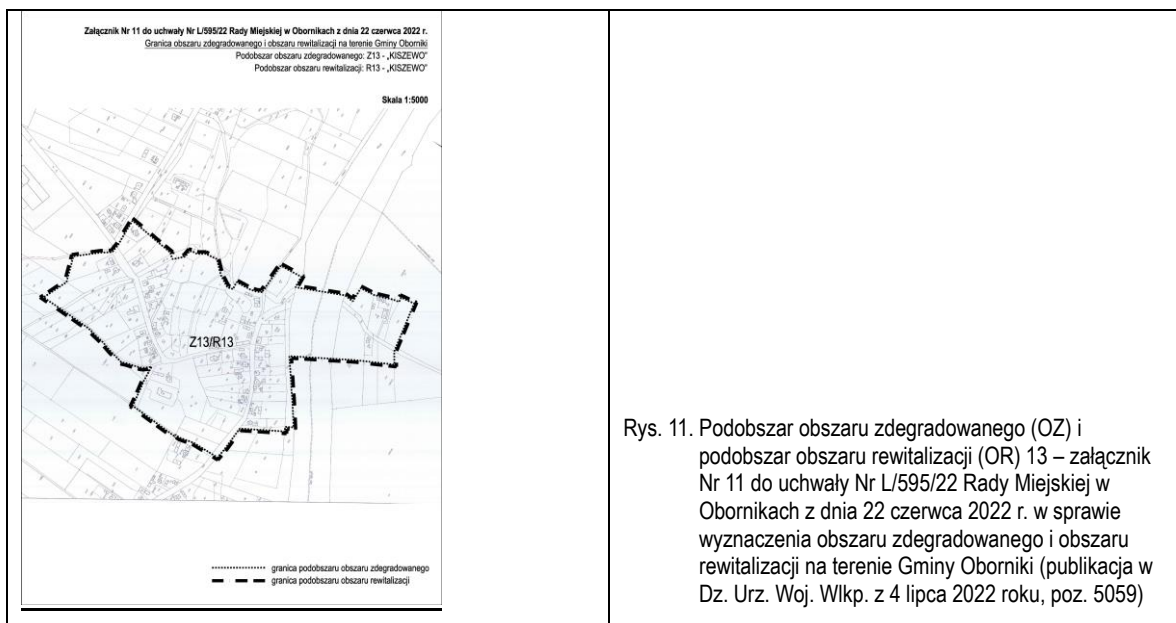 Załącznik Nr 11 do uchwały Nr L/595/22 Rady Miejskiej w Obornikach z dnia 22 czerwca 2022 r.
Granica obszaru zdegradowanego i obszaru rewitalizacji na terenie Gminy Oborniki
Podobszar obszaru zdegradowanego: Z13 - „KISZEWO"
Podobszar obszaru rewitalizacji: R13 - „KISZEWO"
Skala 1:5000
Z13/R13
granica podobszaru obszaru zdegradowanego
granica podobszaru obszaru rewitalizacji
Rys. 11. Podobszar obszaru zdegradowanego (OZ) i
podobszar obszaru rewitalizacji (OR) 13 – załącznik
Nr 11 do uchwały Nr L/595/22 Rady Miejskiej w
Obornikach z dnia 22 czerwca 2022 r. w sprawie
wyznaczenia obszaru zdegradowanego i obszaru
rewitalizacji na terenie Gminy Oborniki (publikacja w
Dz. Urz. Woj. Wlkp. z 4 lipca 2022 roku, poz. 5059)